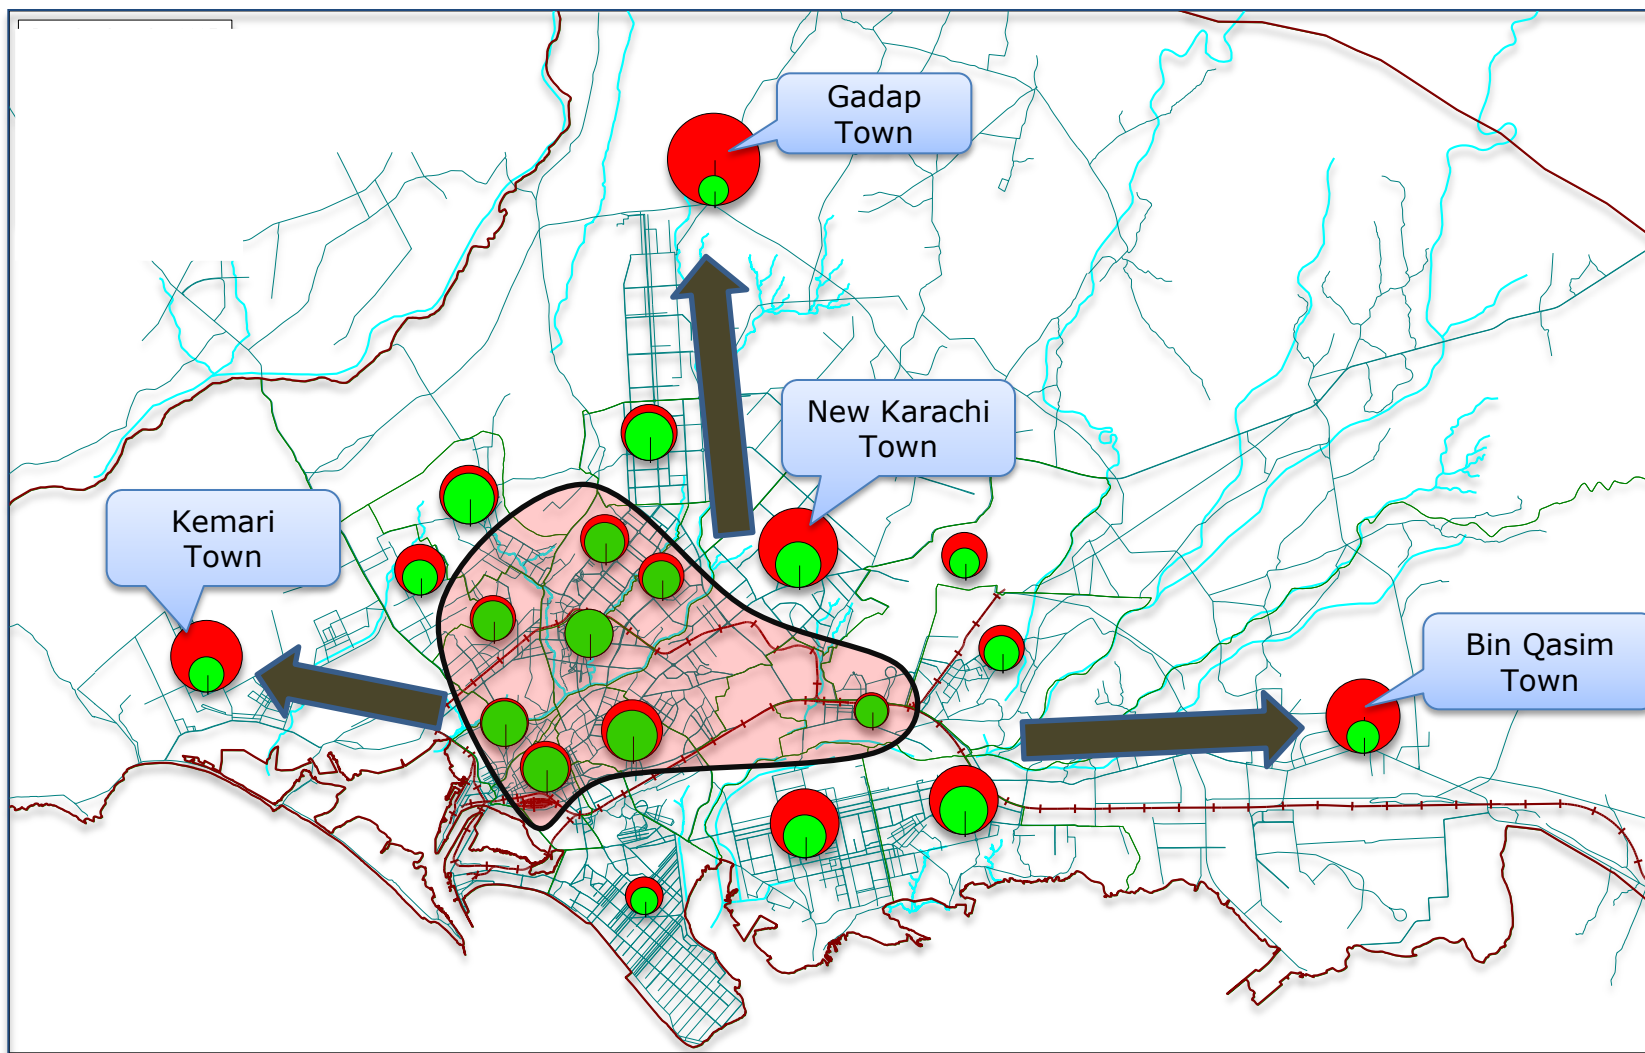 Gadap
Town
New Karachi
Town
Kemari
Town
Bin Qasim
Town